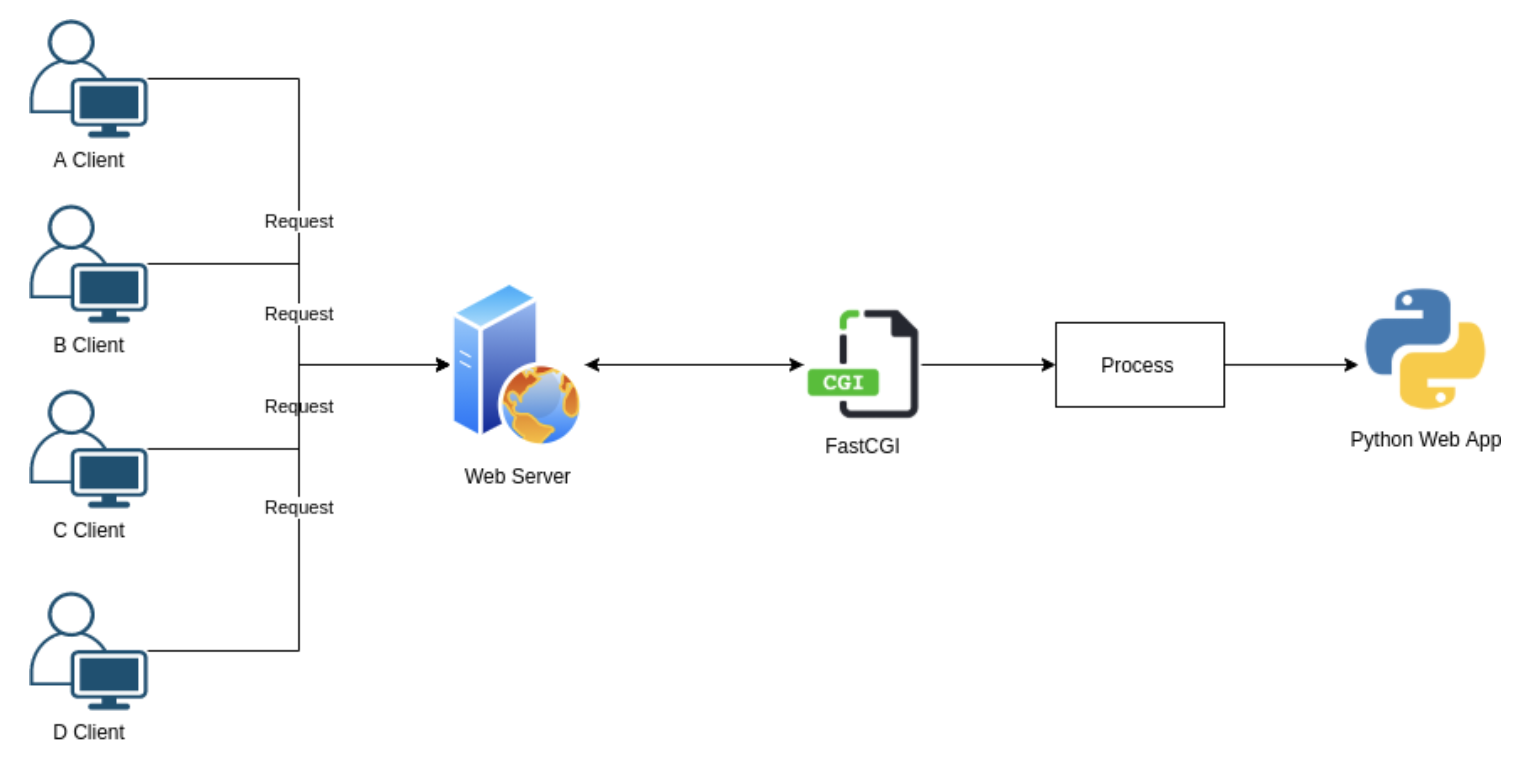 A Client
Request
B Client
Request
Request
C Client
Request
D Client
Web Server
CGI
FastCGI
Process
Python Web App